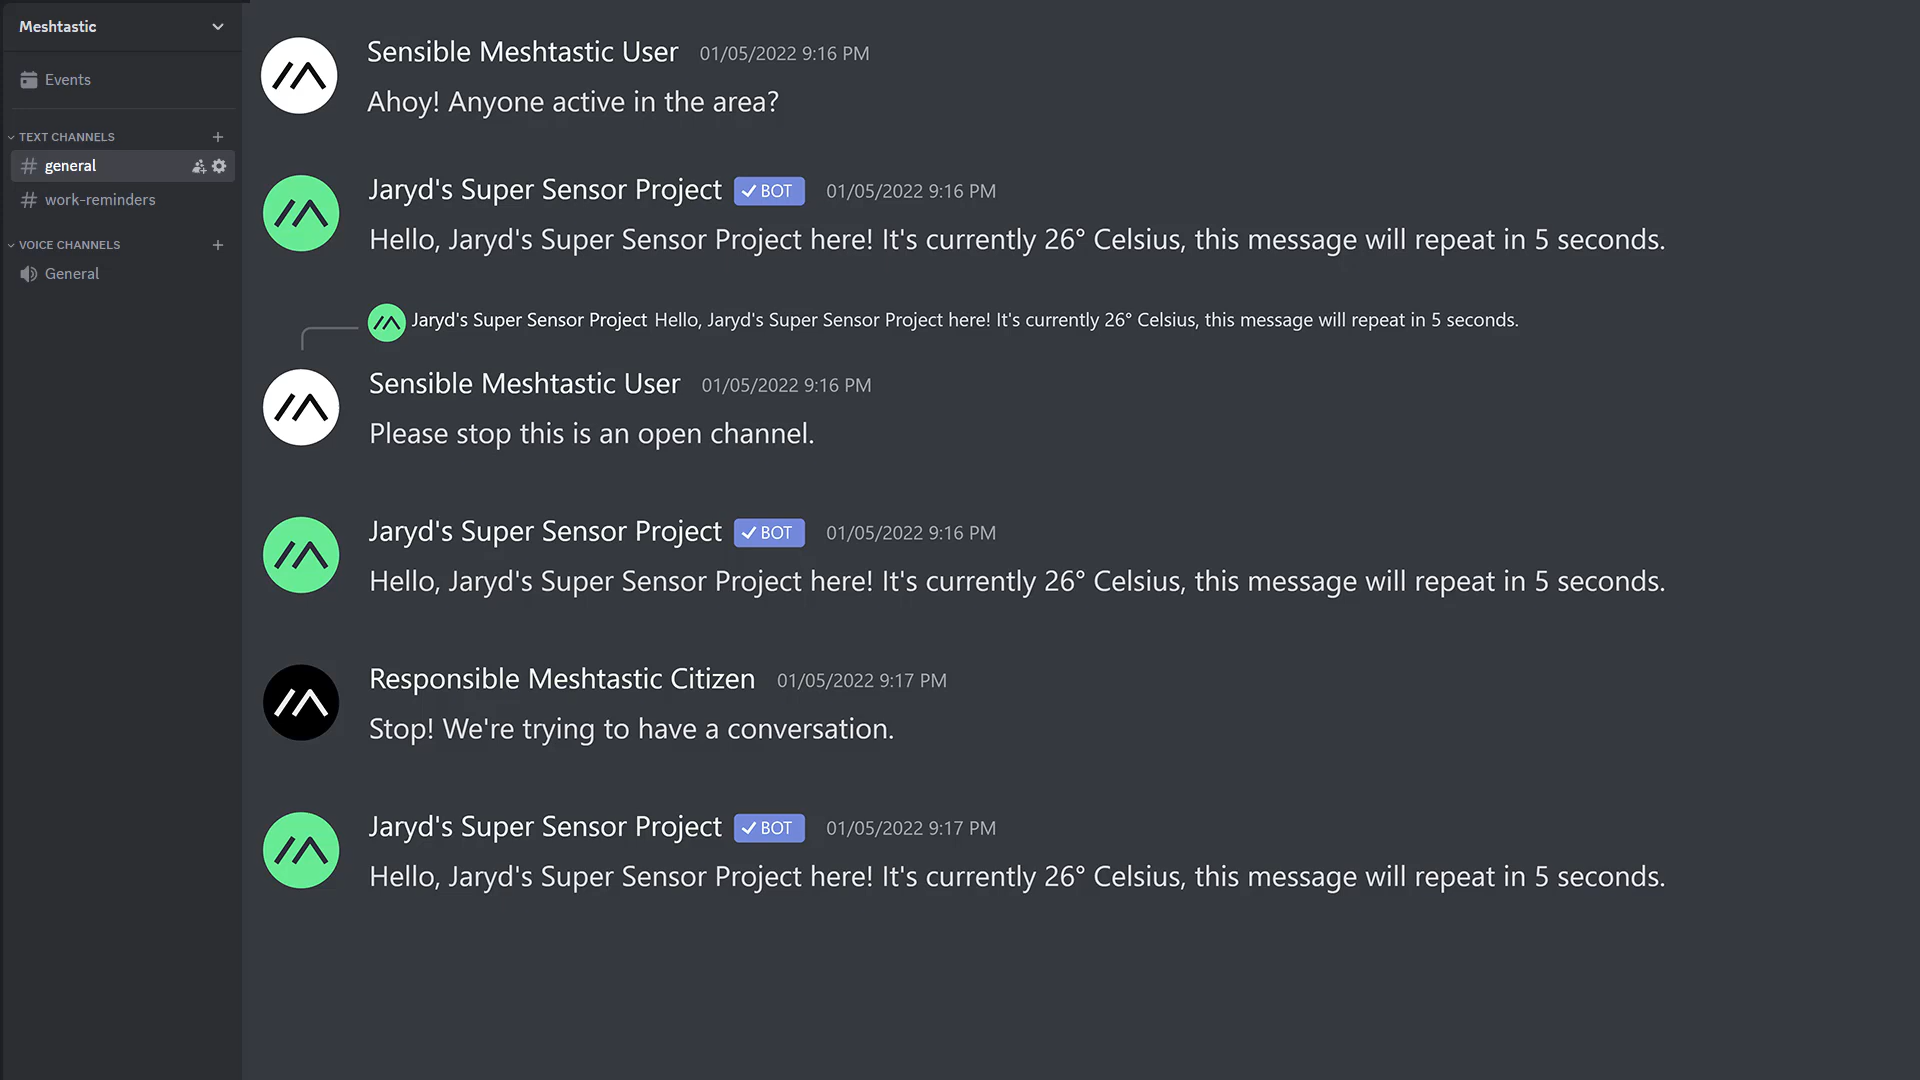 Meshtastic
Events
TEXT CHANNELS
general
work-reminders
VOICE CHANNELS
General
Sensible Meshtastic User 01/05/2022 9:16 PM
Ahoy! Anyone active in the area?
Jaryd's Super Sensor Project ✓ BOT 01/05/2022 9:16 PM
Hello, Jaryd's Super Sensor Project here! It's currently 26° Celsius, this message will repeat in 5 seconds.
Jaryd's Super Sensor Project Hello, Jaryd's Super Sensor Project here! It's currently 26° Celsius, this message will repeat in 5 seconds.
Sensible Meshtastic User 01/05/2022 9:16 PM
Please stop this is an open channel.
Jaryd's Super Sensor Project ✓ BOT 01/05/2022 9:16 PM
Hello, Jaryd's Super Sensor Project here! It's currently 26° Celsius, this message will repeat in 5 seconds.
Responsible Meshtastic Citizen 01/05/2022 9:17 PM
Stop! We're trying to have a conversation.
Jaryd's Super Sensor Project ✓ BOT 01/05/2022 9:17 PM
Hello, Jaryd's Super Sensor Project here! It's currently 26° Celsius, this message will repeat in 5 seconds.